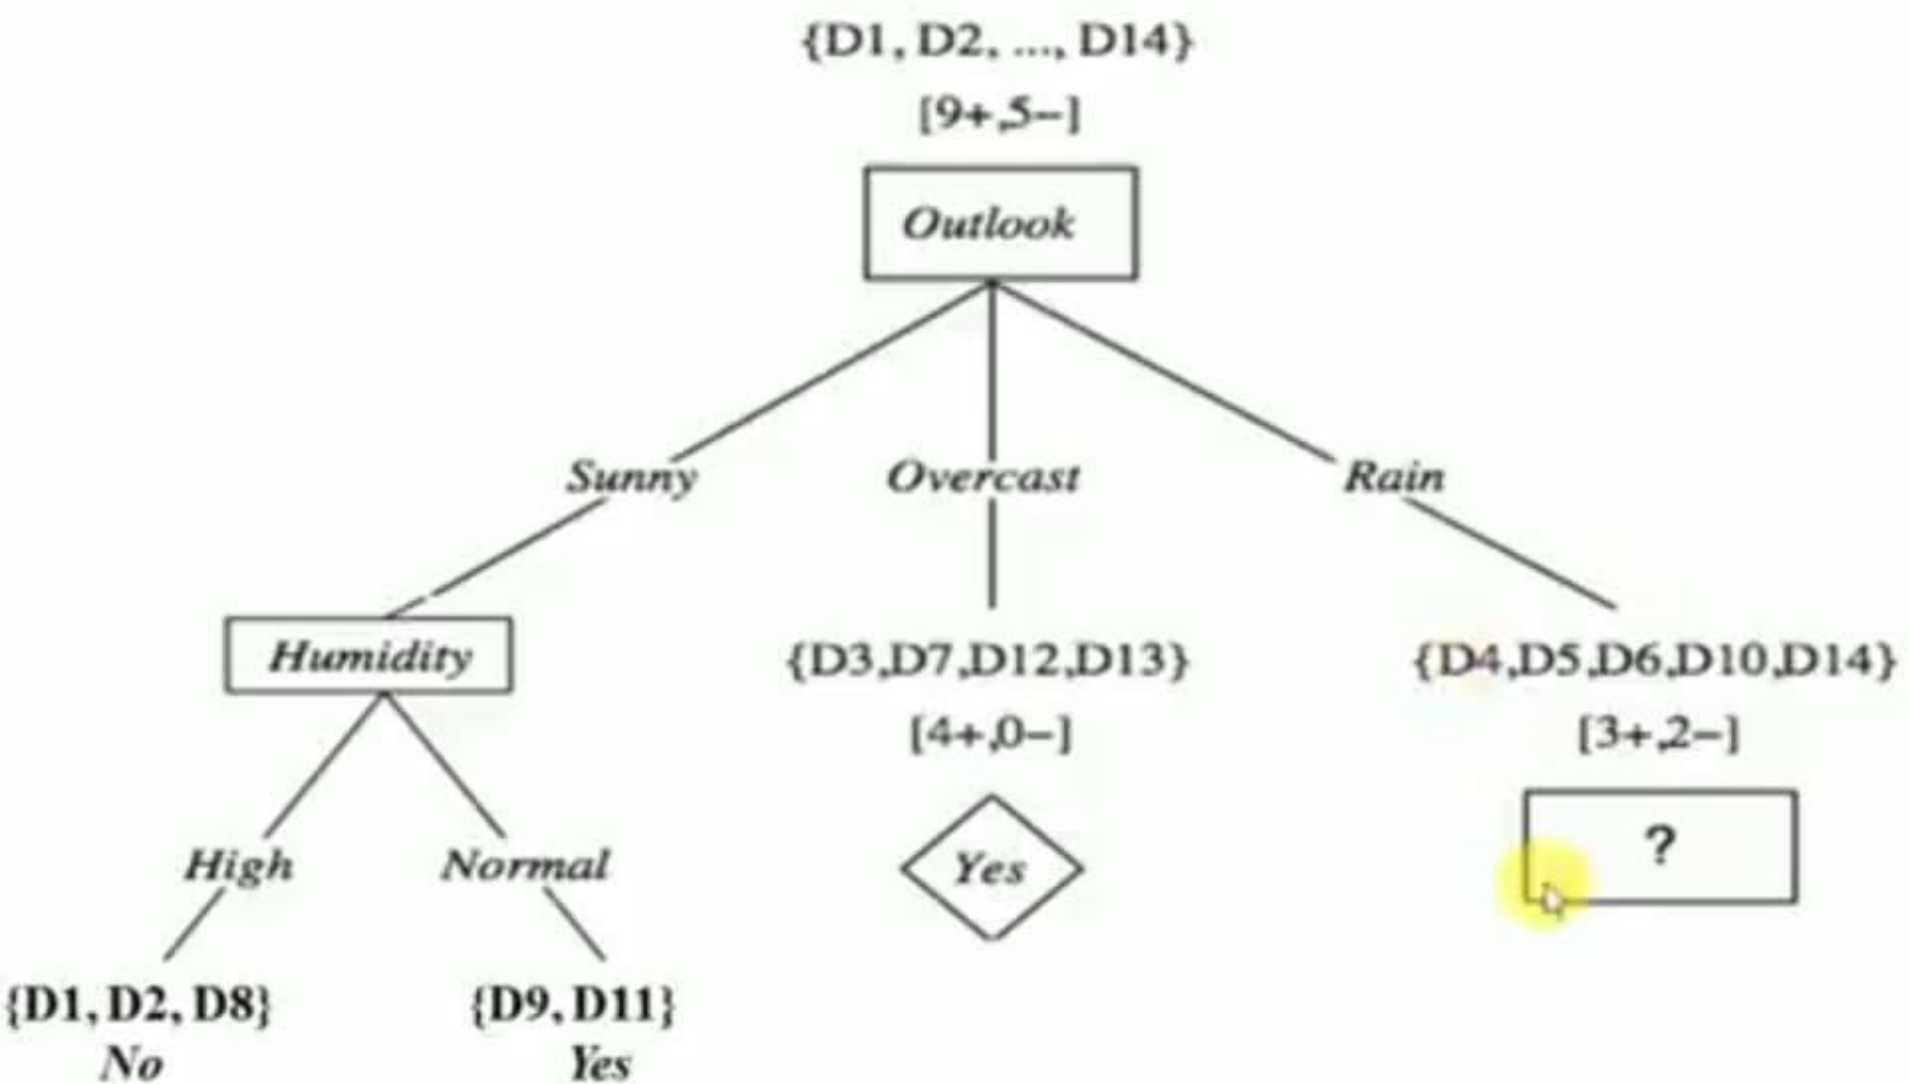 {D1, D2, ..., D14}
[9+,5−]
Outlook
Sunny
Overcast
Rain
Humidity
{D3,D7,D12,D13}
{D4,D5,D6,D10,D14}
[4+,0−]
[3+,2−]
?
Yes
High
Normal
{D1, D2, D8}
{D9, D11}
No
Yes